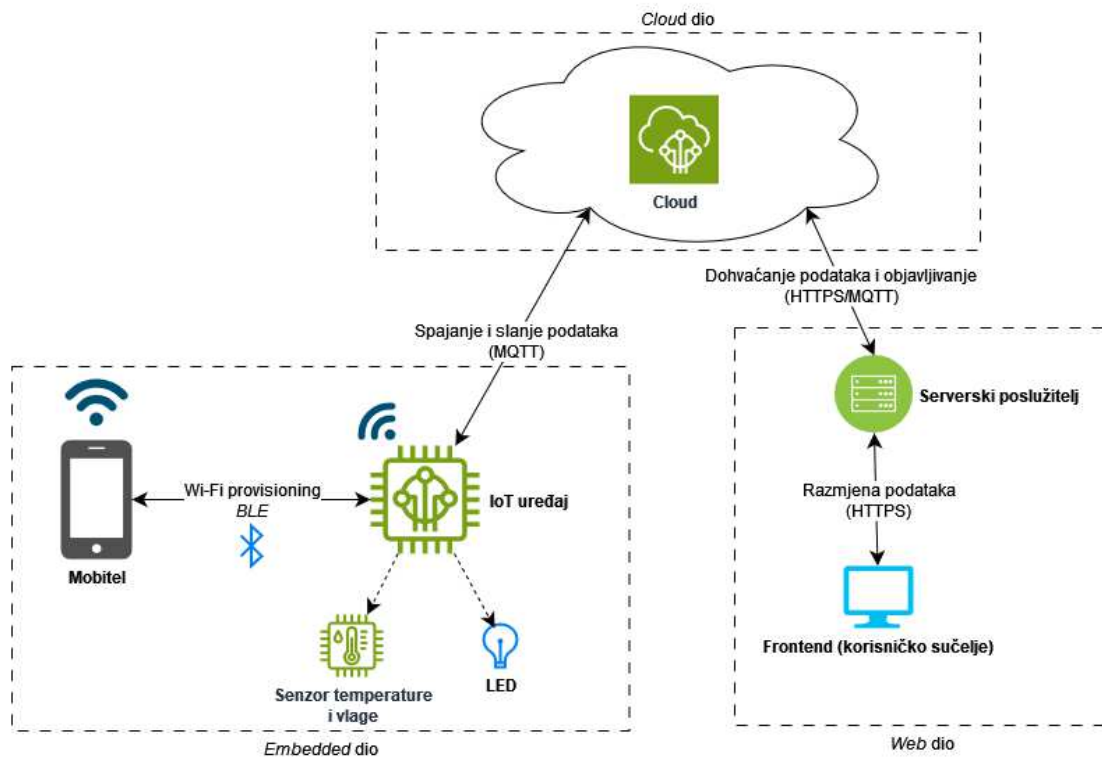 Cloud dio
Cloud
Dohvaćanje podataka i objavljivanje
(HTTPS/MQTT)
Spajanje i slanje podataka
(MQTT)
Serverski poslužitelj
Wi-Fi provisioning
BLE
IoT uređaj
Razmjena podataka
(HTTPS)
Mobitel
Frontend (korisničko sučelje)
Senzor temperature
i vlage
LED
Embedded dio
Web dio